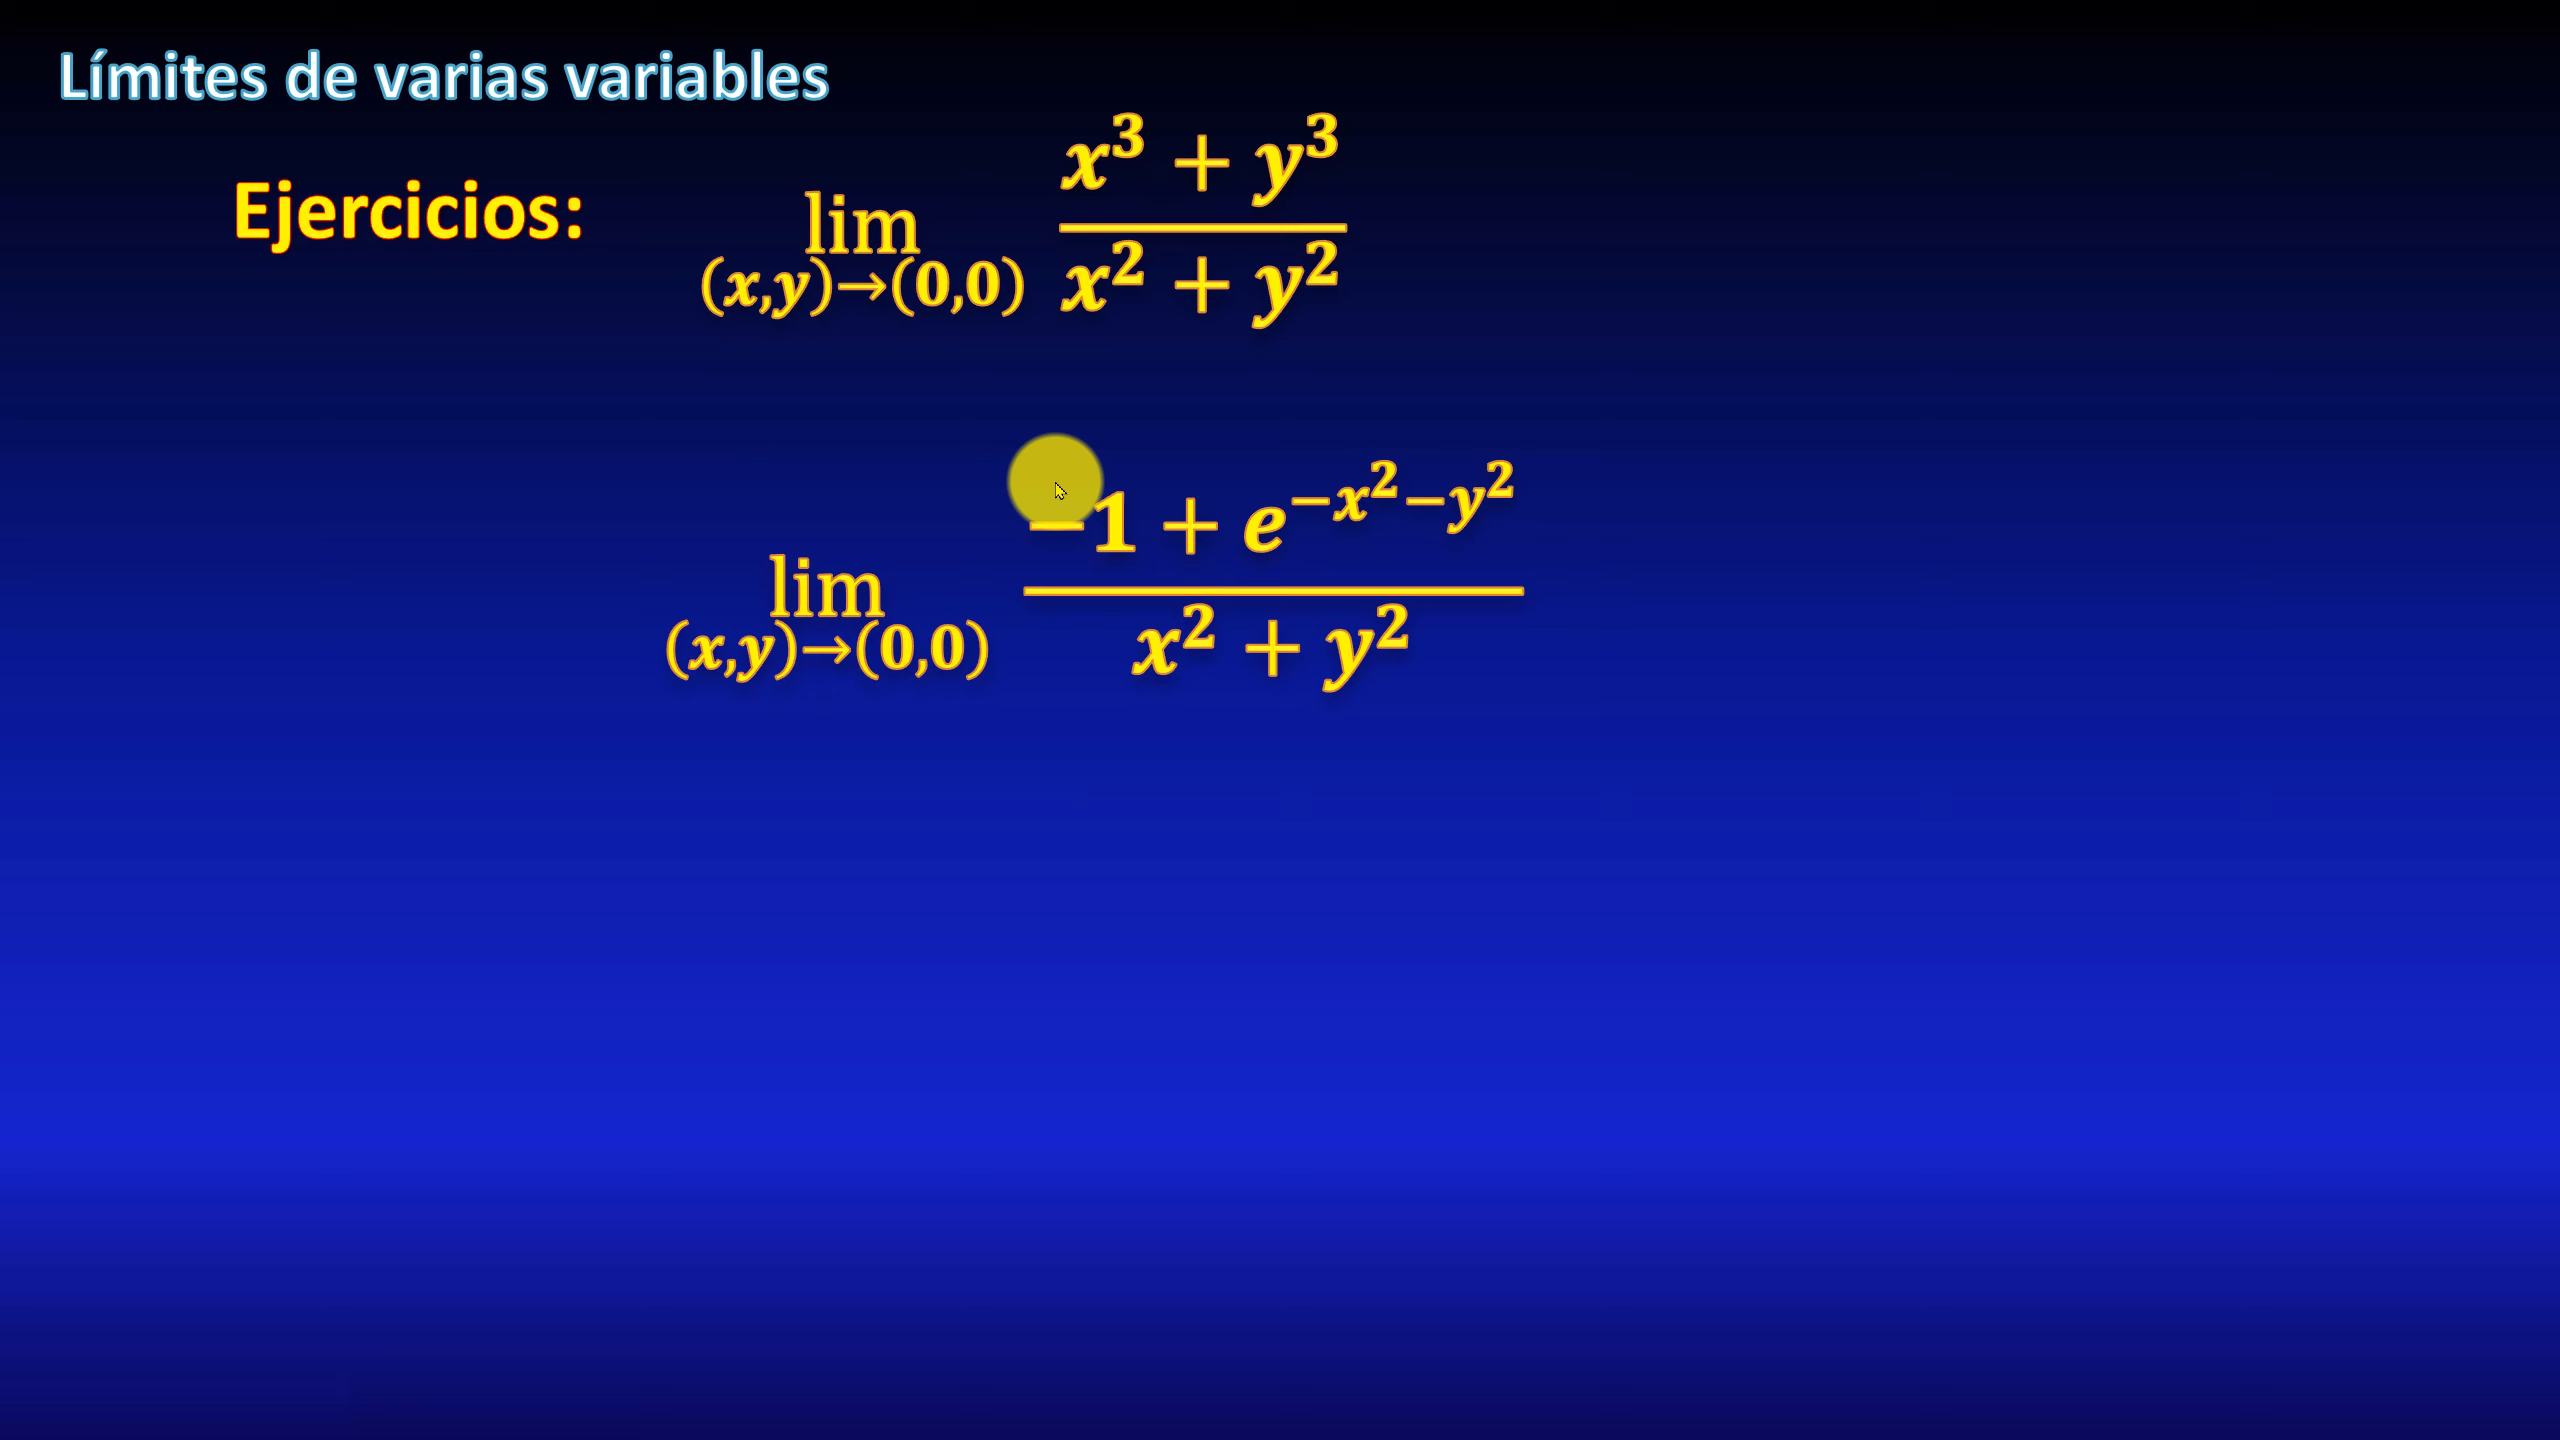 Límites de varias variables
Ejercicios:
lim (x,y)→(0,0) (x³ + y³)/(x² + y²)
lim (x,y)→(0,0) (−1 + e^(−x²−y²))/(x² + y²)